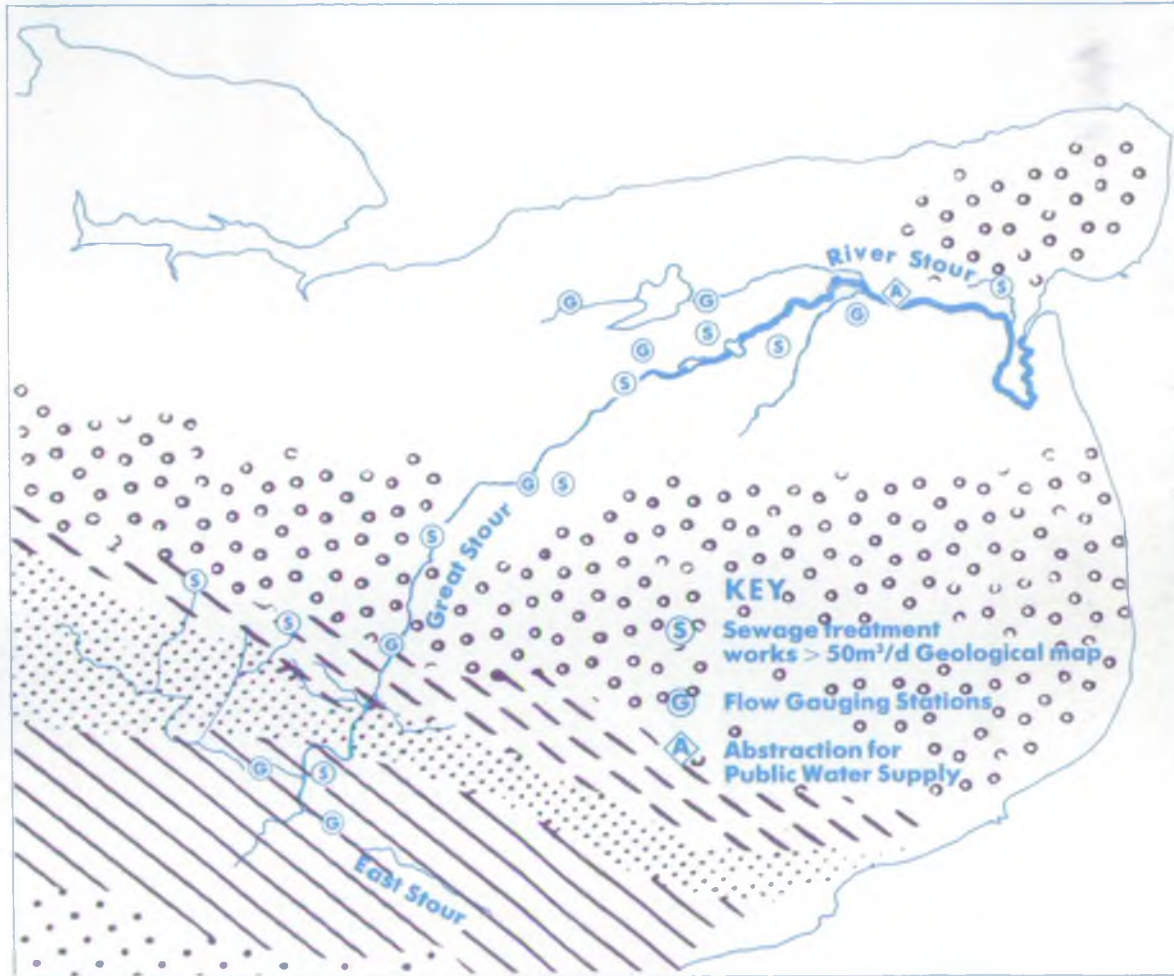 G
G
River Stour
S
A
G
S
G
S
S
G
S
Great Stour
S
S
S
G
G
S
G
East Stour
KEY
S Sewage treatment
works > 50m³/d Geological map
G Flow Gauging Stations
A Abstraction for
Public Water Supply